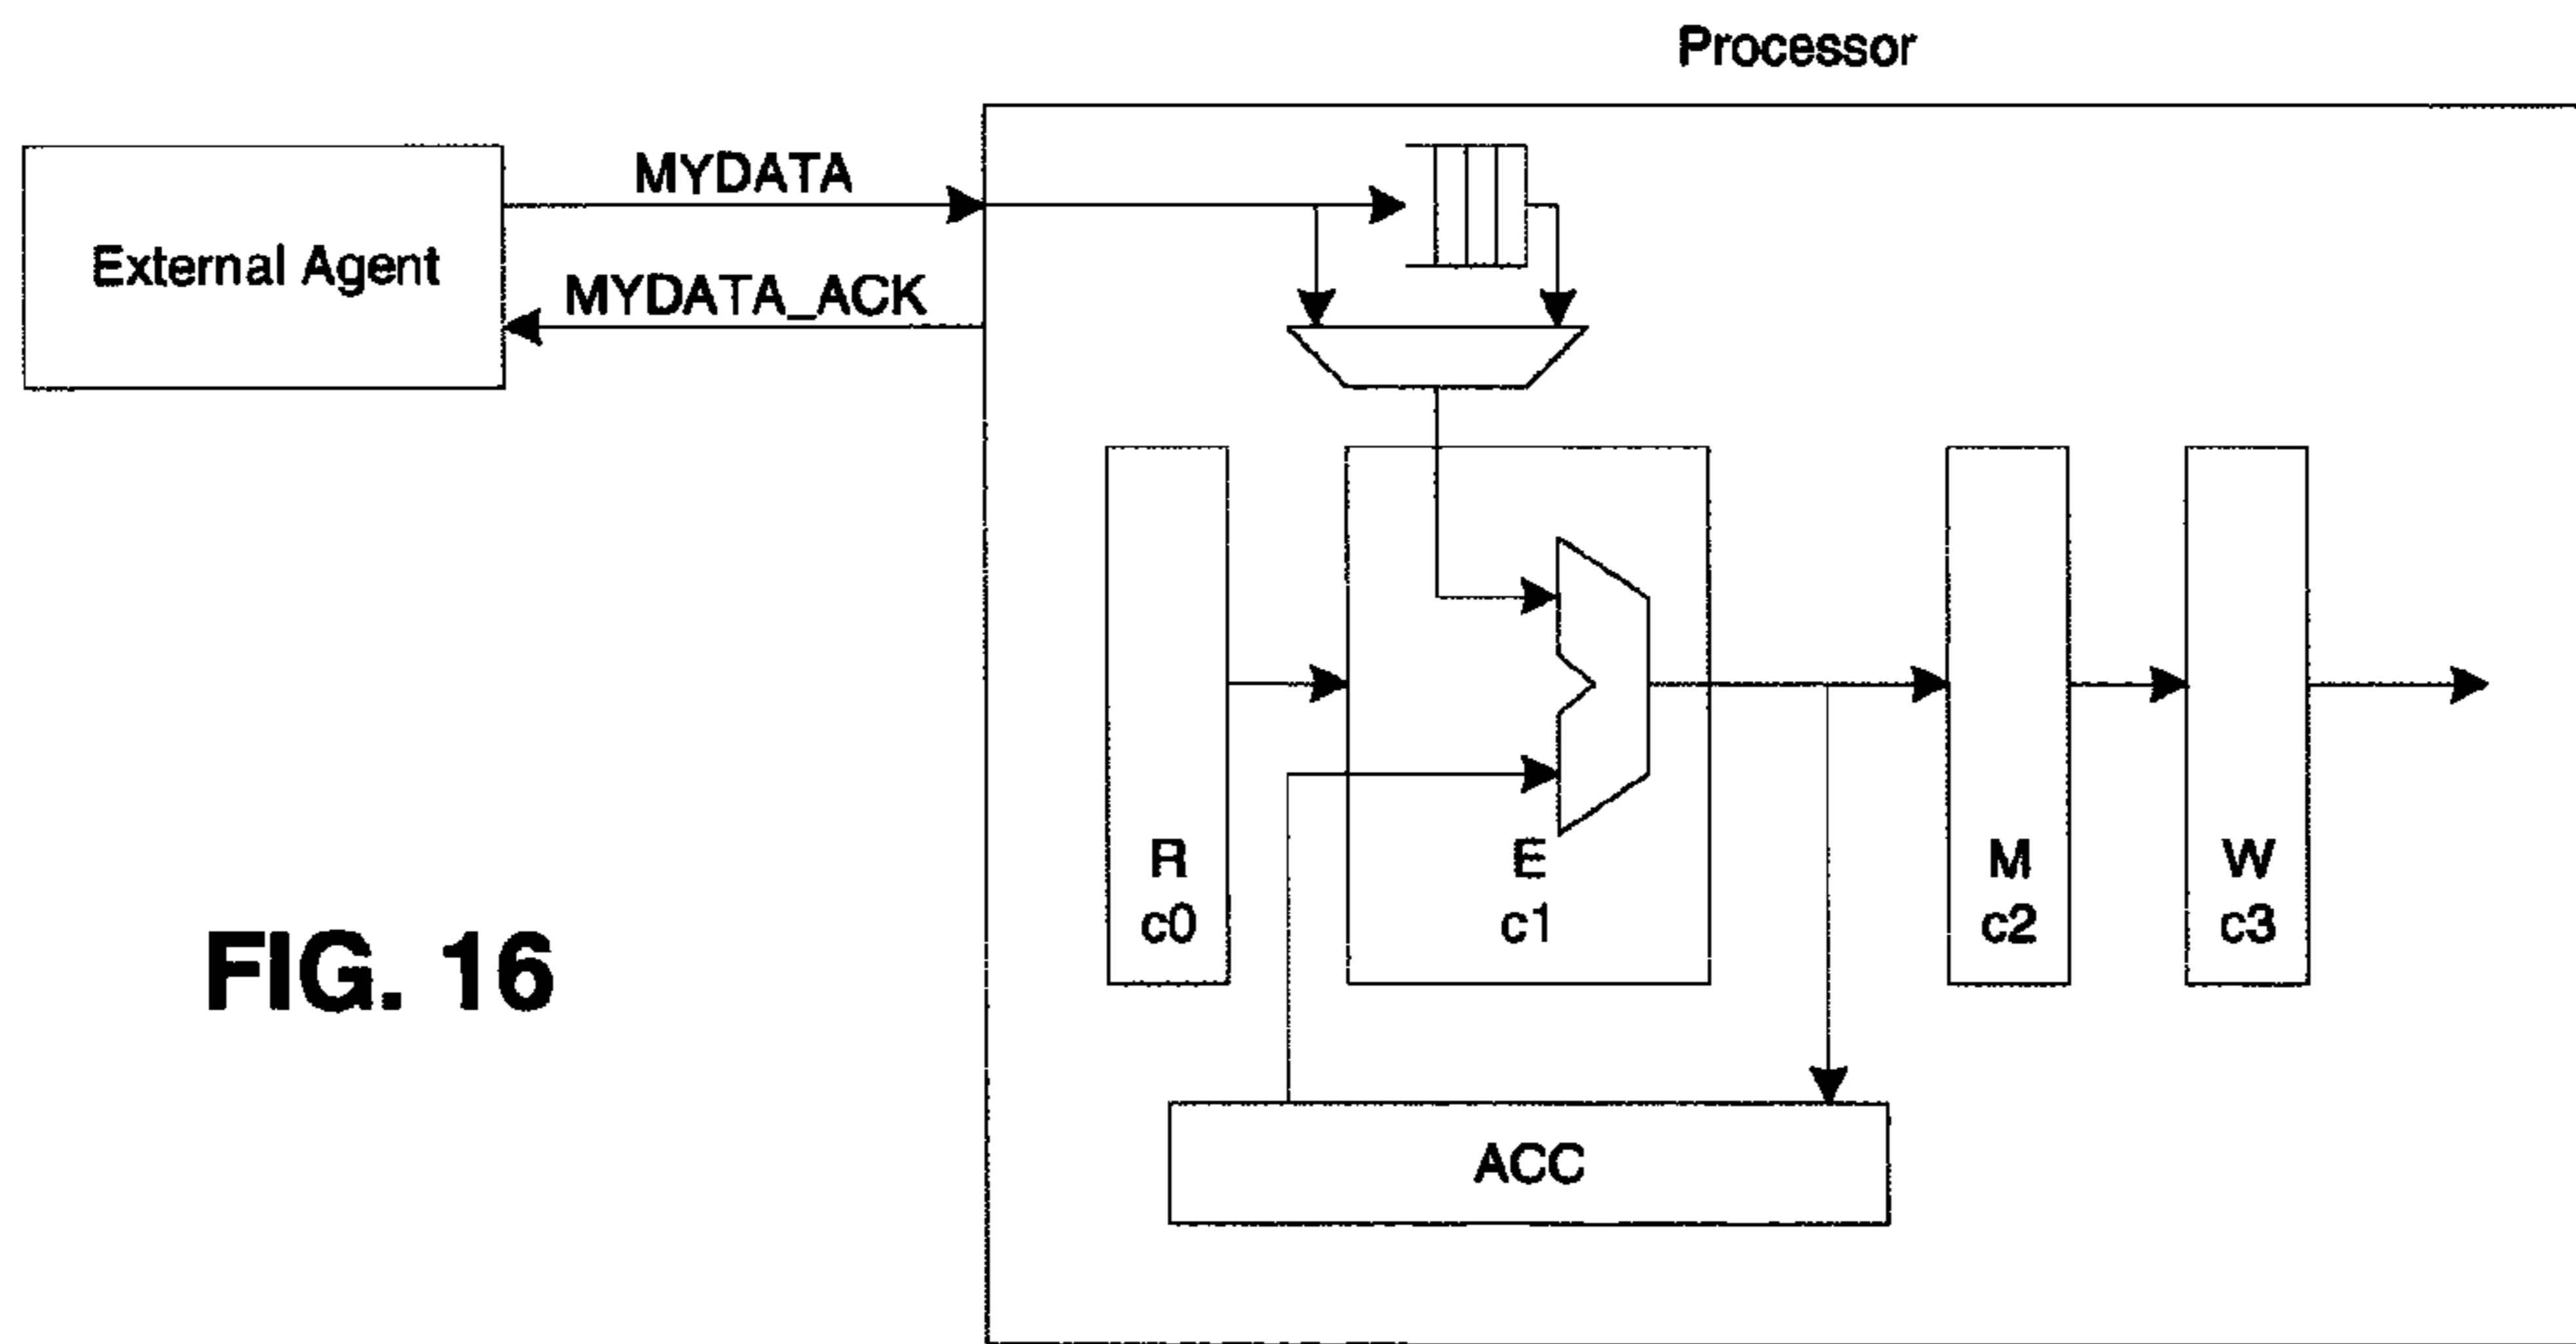 Processor
MYDATA
External Agent
MYDATA_ACK
R
c0
E
c1
M
c2
W
c3
FIG. 16
ACC